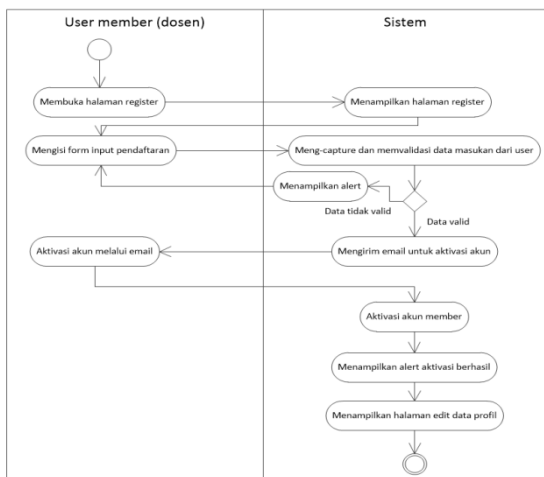 User member (dosen)
Sistem
Membuka halaman register
Menampilkan halaman register
Mengisi form input pendaftaran
Meng-capture dan memvalidasi data masukan dari user
Menampilkan alert
Data tidak valid
Data valid
Aktivasi akun melalui email
Mengirim email untuk aktivasi akun
Aktivasi akun member
Menampilkan alert aktivasi berhasil
Menampilkan halaman edit data profil